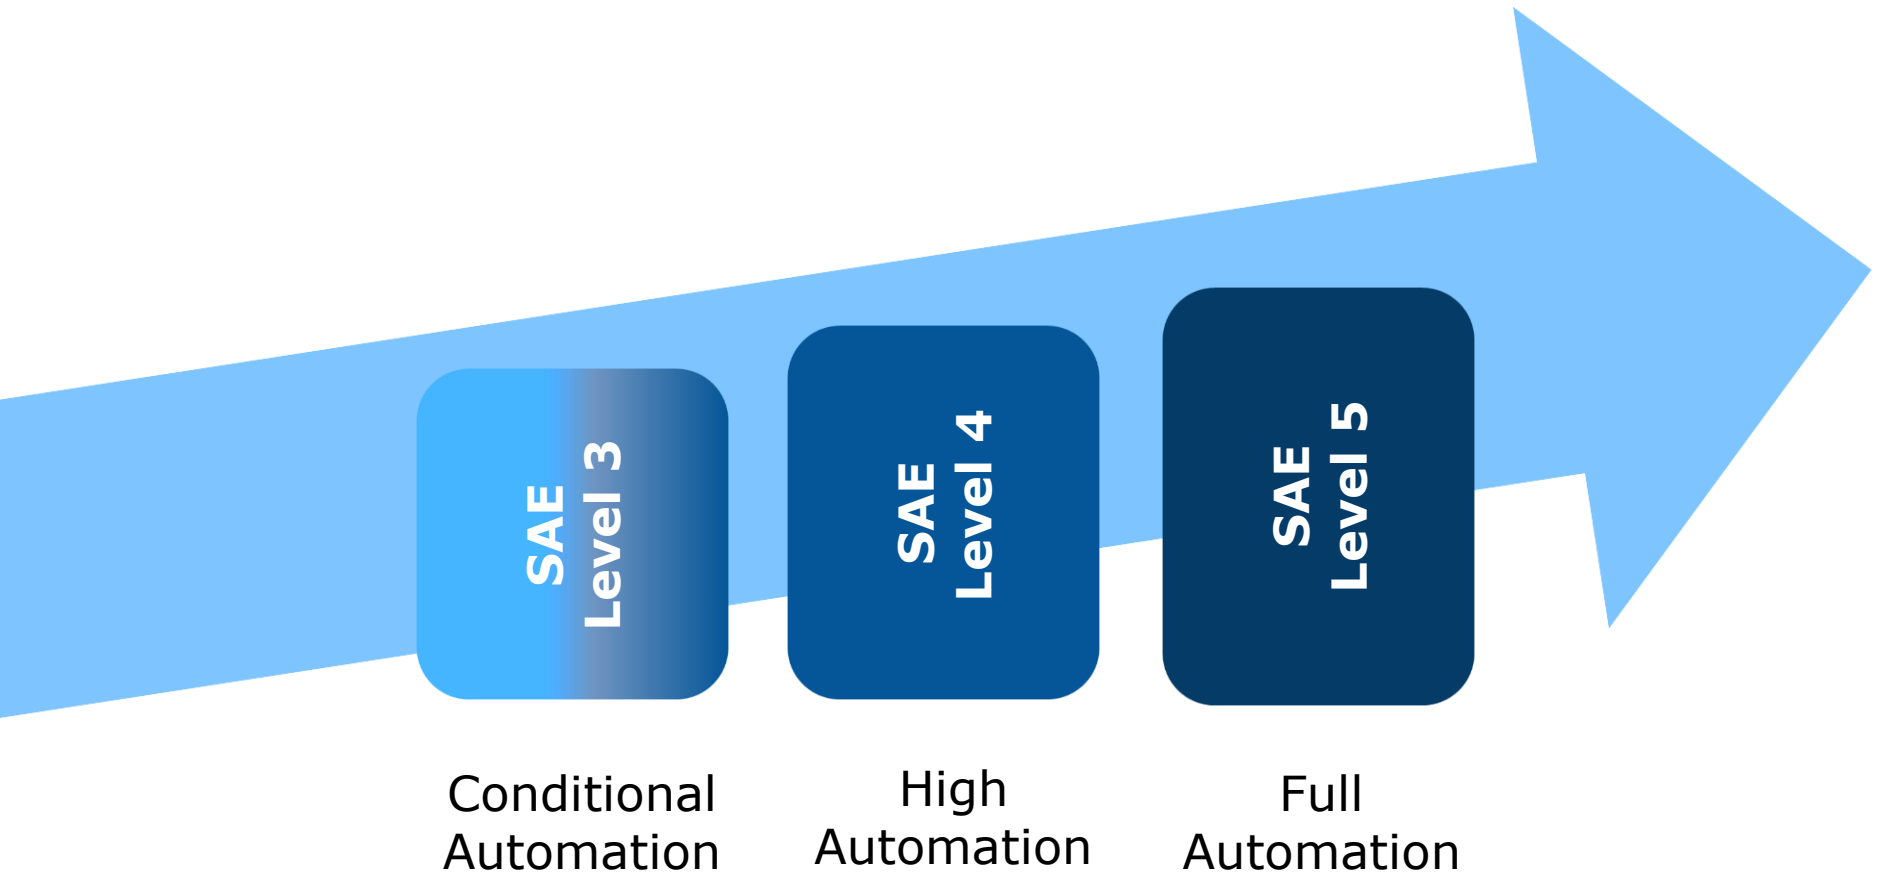 SAE
Level 3
SAE
Level 4
SAE
Level 5
Conditional
Automation
High
Automation
Full
Automation